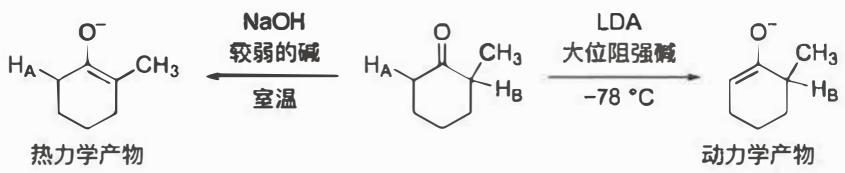 O⁻
H_A
CH₃
热力学产物
NaOH
较弱的碱
室温
O
H_A
CH₃
H_B
LDA
大位阻强碱
−78 °C
O⁻
CH₃
H_B
动力学产物